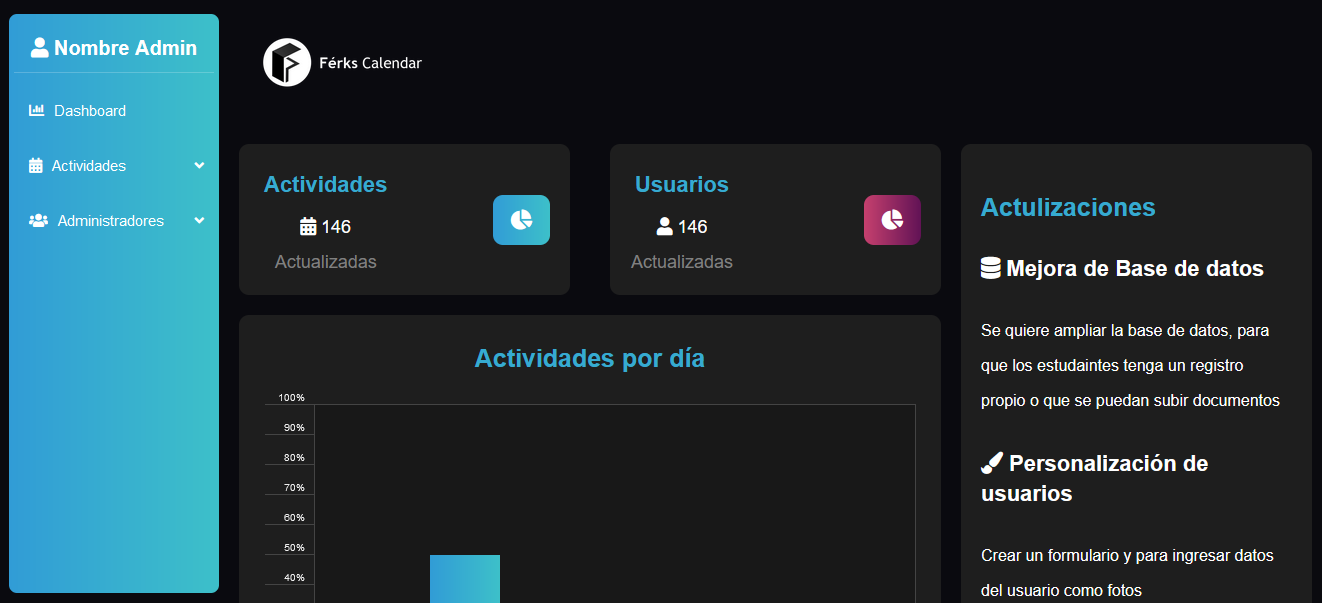 Nombre Admin
Dashboard
Actividades
Administradores
Férks Calendar
Actividades
146
Actualizadas
Usuarios
146
Actualizadas
Actividades por día
100%
90%
80%
70%
60%
50%
40%
Actulizaciones
Mejora de Base de datos
Se quiere ampliar la base de datos, para
que los estudaintes tenga un registro
propio o que se puedan subir documentos
Personalización de
usuarios
Crear un formulario y para ingresar datos
del usuario como fotos